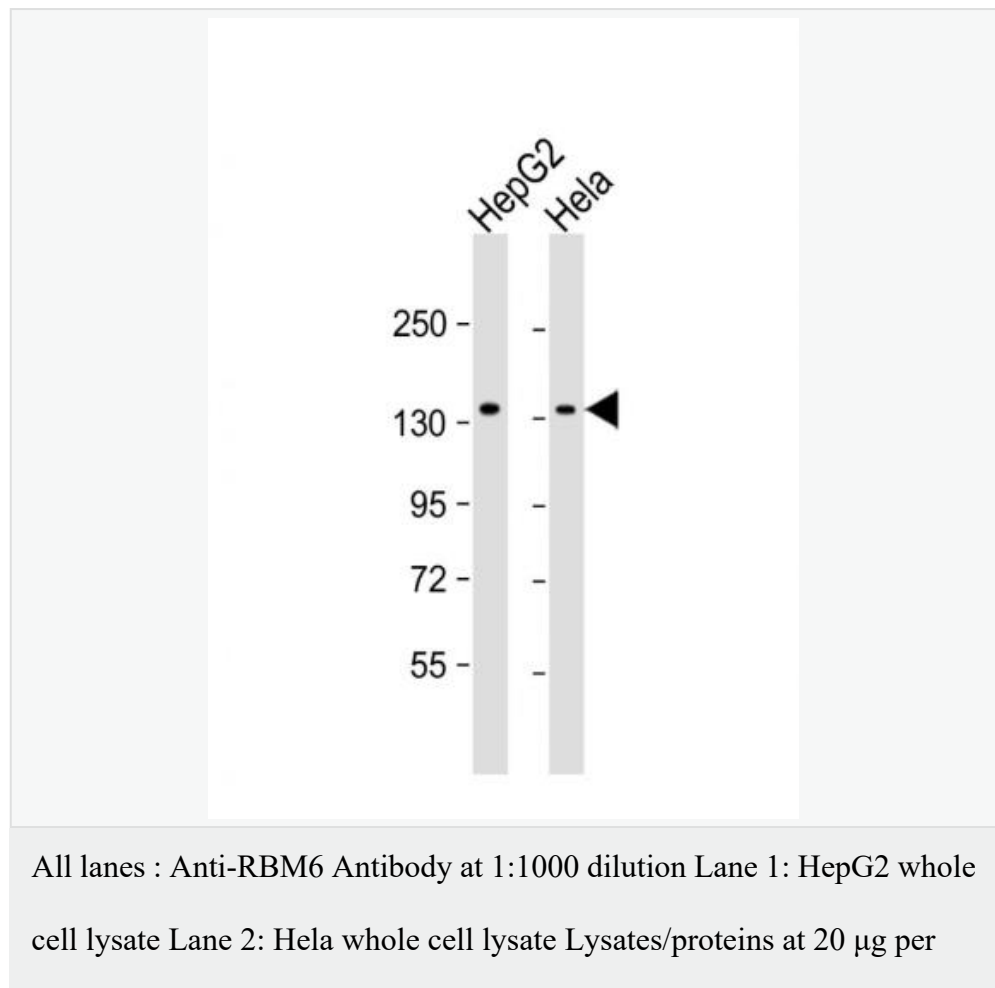 HepG2
Hela
250
130
95
72
55
All lanes : Anti-RBM6 Antibody at 1:1000 dilution Lane 1: HepG2 whole
cell lysate Lane 2: Hela whole cell lysate Lysates/proteins at 20 µg per